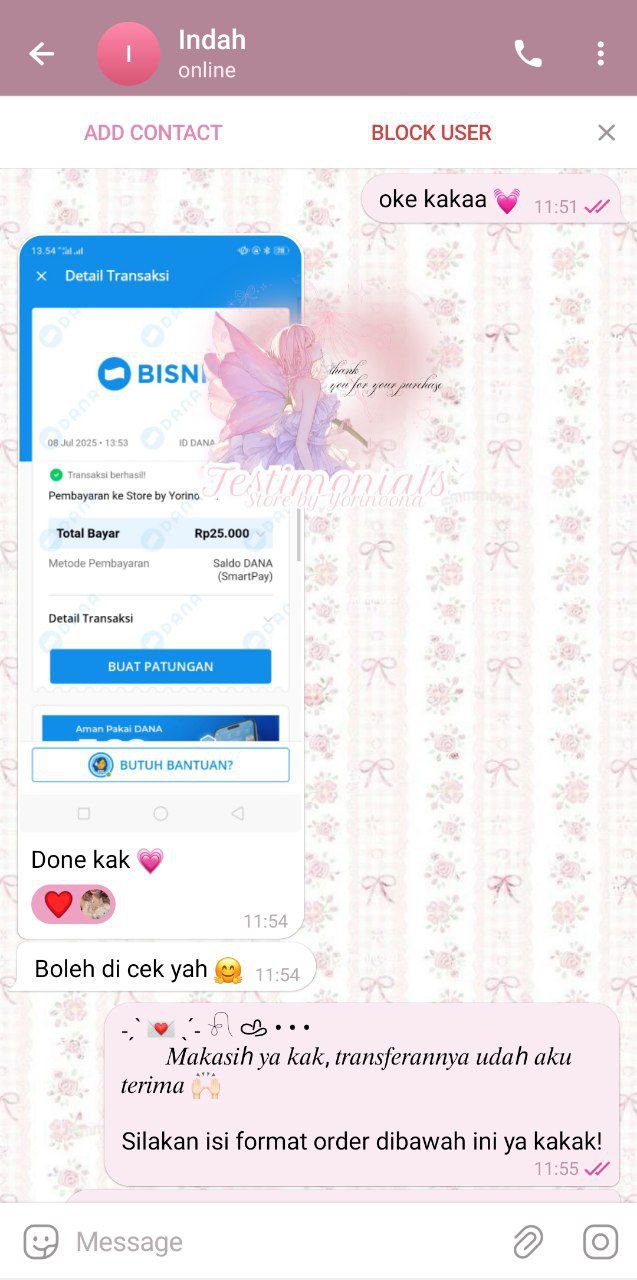 Indah
online
ADD CONTACT
BLOCK USER
oke kakaa 💓 11:51
13.54
Detail Transaksi
DANA
08 Jul 2025 • 13:53
ID DANA
Transaksi berhasil!
Pembayaran ke Store by Yorino
Total Bayar Rp25.000
Metode Pembayaran Saldo DANA
(SmartPay)
Detail Transaksi
BUAT PATUNGAN
Aman Pakai DANA
BUTUH BANTUAN?
thank
you for your purchase
Testimonials
Store by Yorinoona
Done kak 💗
11:54
Boleh di cek yah 🤗 11:54
Makasih ya kak, transferannya udah aku
terima 🙌🏻
Silakan isi format order dibawah ini ya kakak!
11:55
Message